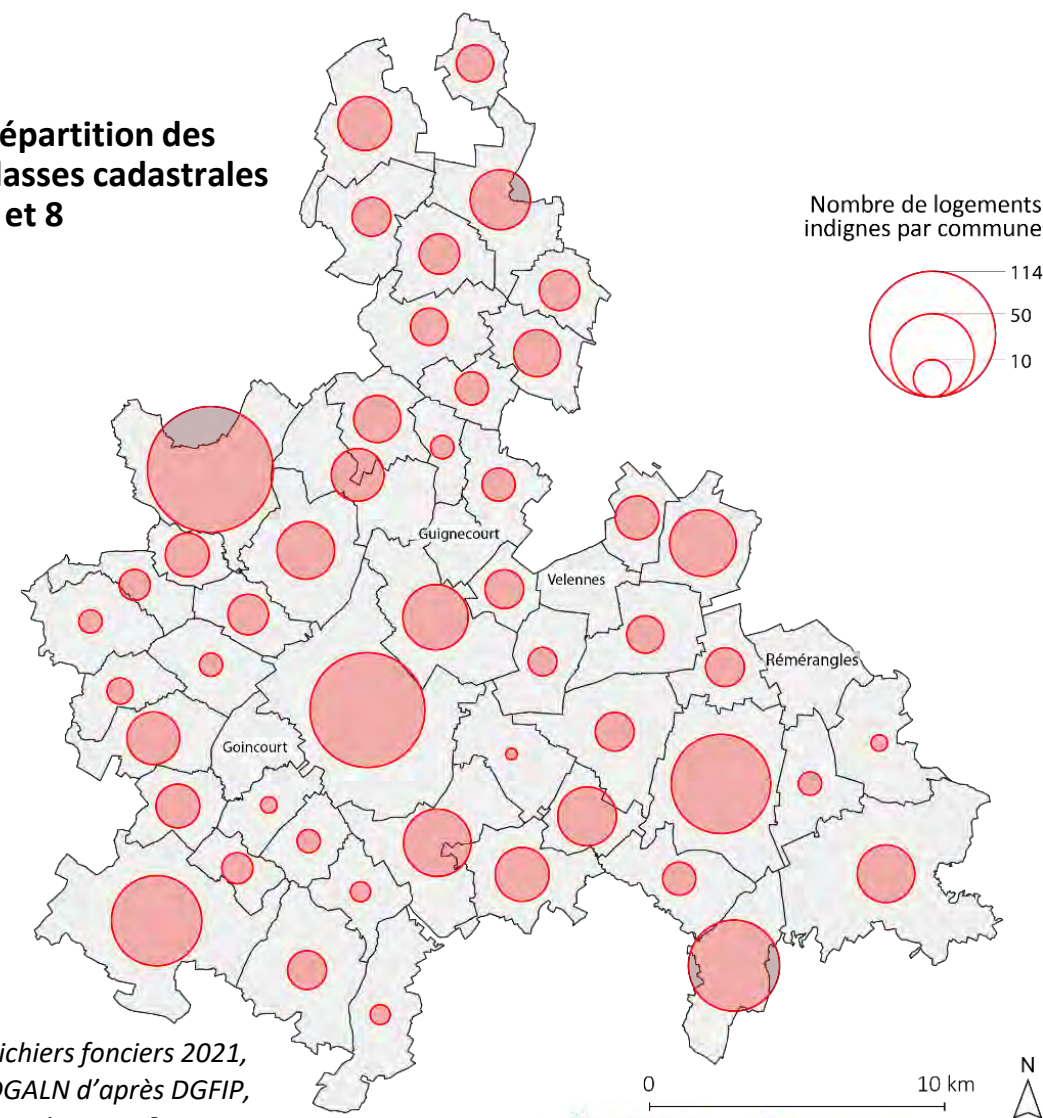 épartition des
lasses cadastrales
et 8
Nombre de logements
indignes par commune
114
50
10
Guignecourt
Velennes
Rémérangles
Goincourt
ichiers fonciers 2021,
OGALN d'après DGFIP,
0
10 km
N